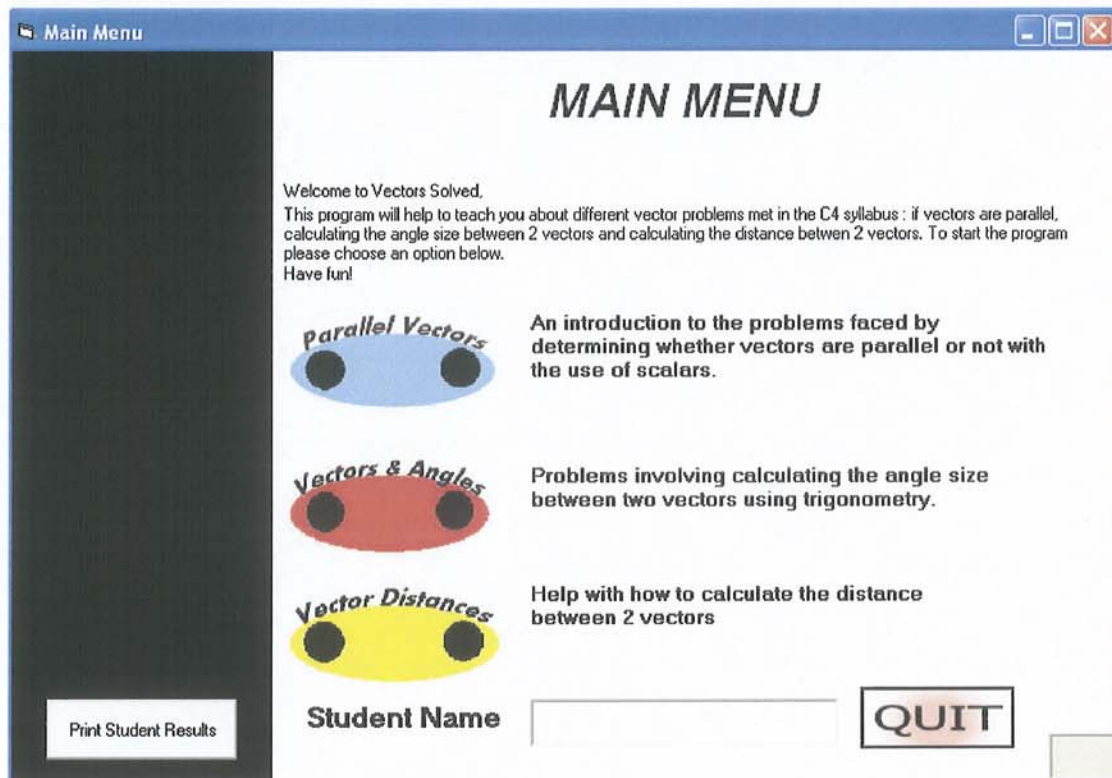 Main Menu
MAIN MENU
Welcome to Vectors Solved,
This program will help to teach you about different vector problems met in the C4 syllabus : if vectors are parallel,
calculating the angle size between 2 vectors and calculating the distance betwen 2 vectors. To start the program
please choose an option below.
Have fun!
Parallel Vectors
An introduction to the problems faced by
determining whether vectors are parallel or not with
the use of scalars.
Vectors & Angles
Problems involving calculating the angle size
between two vectors using trigonometry.
Vector Distances
Help with how to calculate the distance
between 2 vectors
Student Name
QUIT
Print Student Results